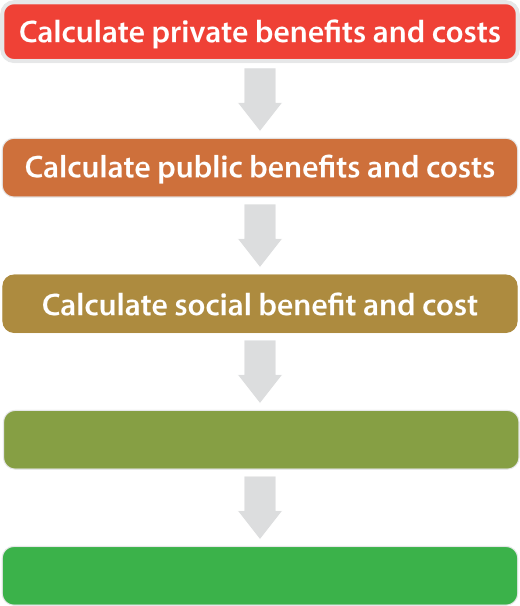 Calculate private benefits and costs
Calculate public benefits and costs
Calculate social benefit and cost